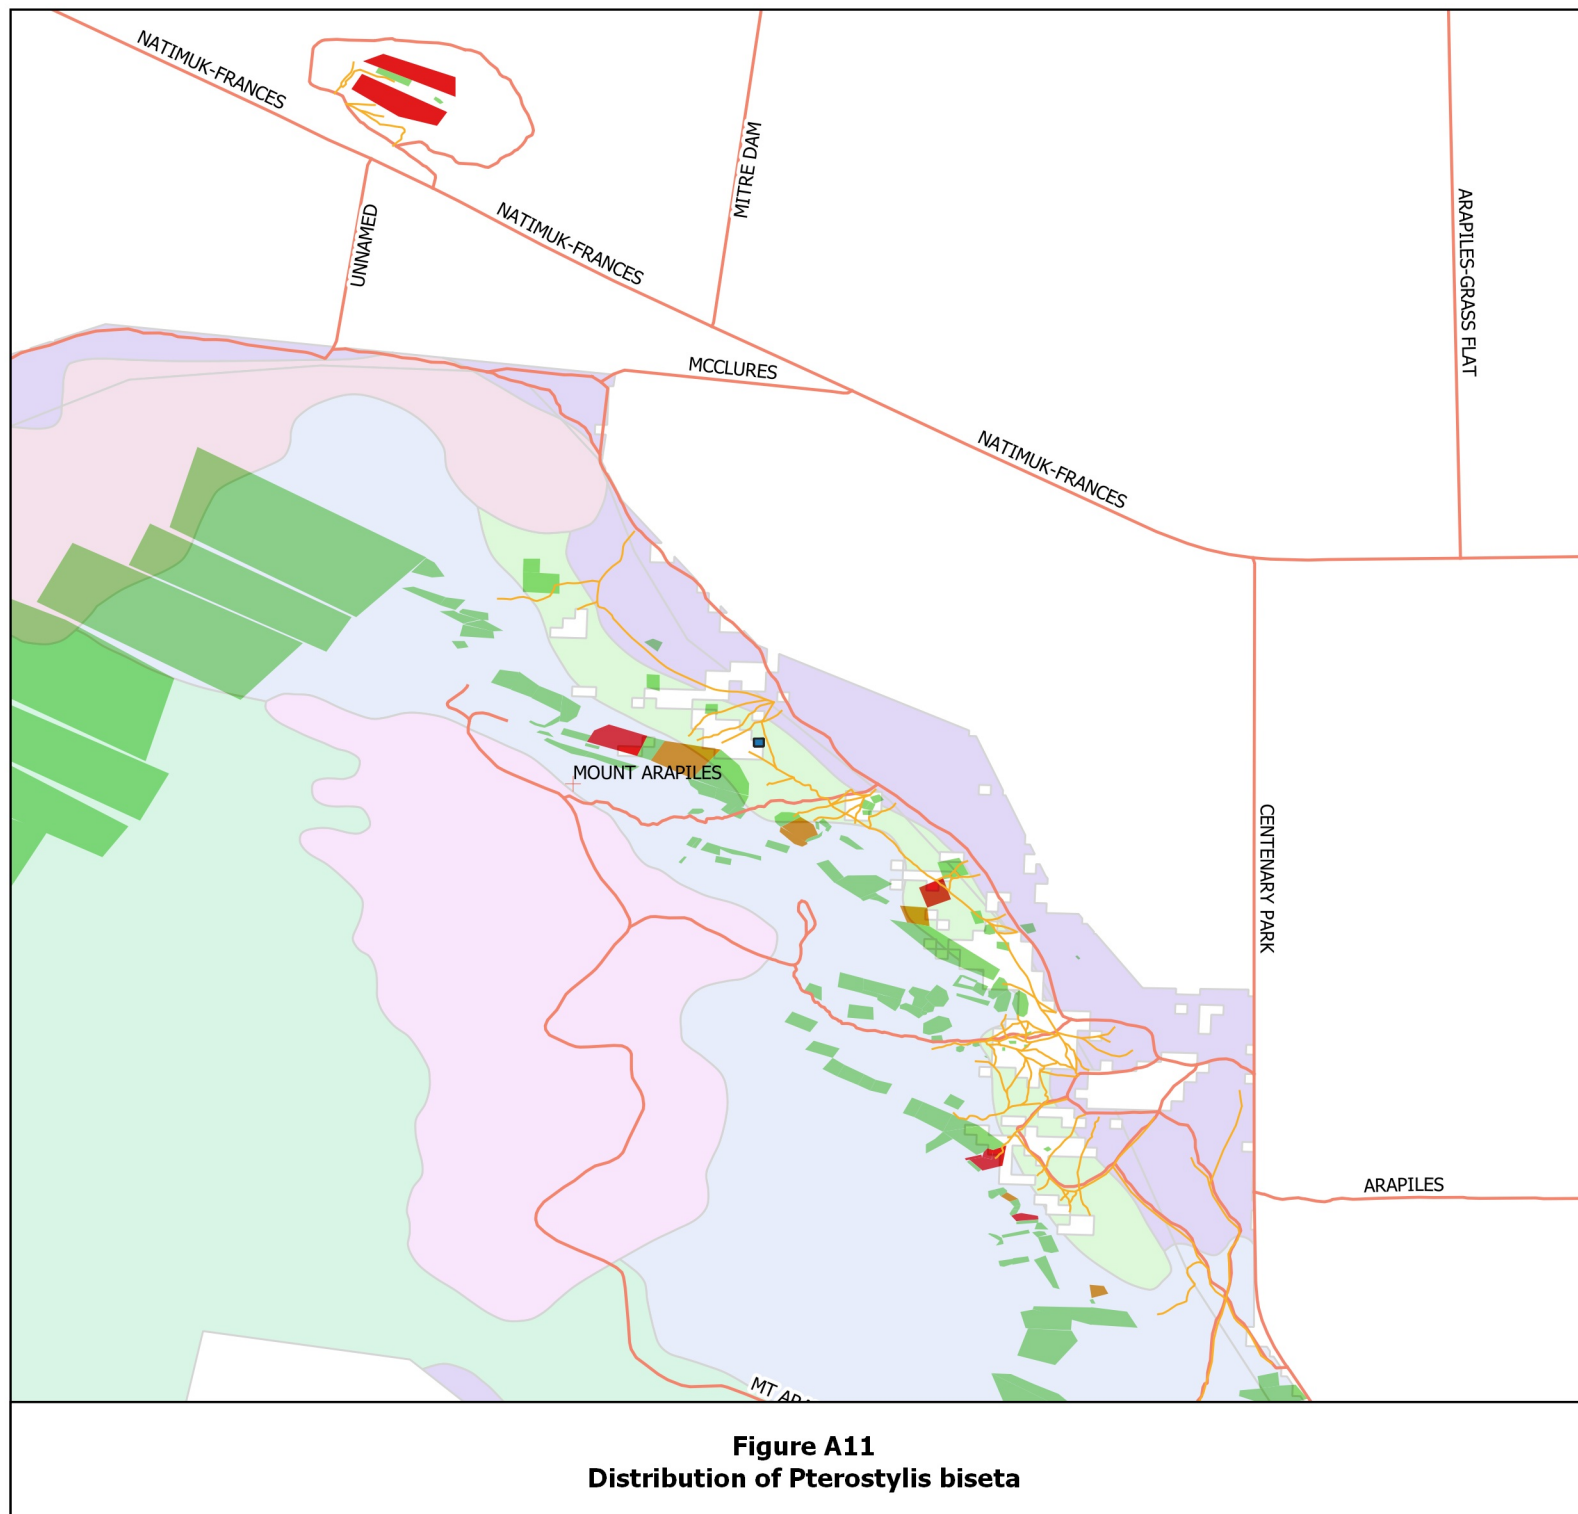 NATIMUK-FRANCES
MITRE DAM
ARAPILES-GRASS FLAT
UNNAMED
NATIMUK-FRANCES
MCCLURES
NATIMUK-FRANCES
MOUNT ARAPILES
CENTENARY PARK
ARAPILES
MT
Figure A11
Distribution of Pterostylis biseta